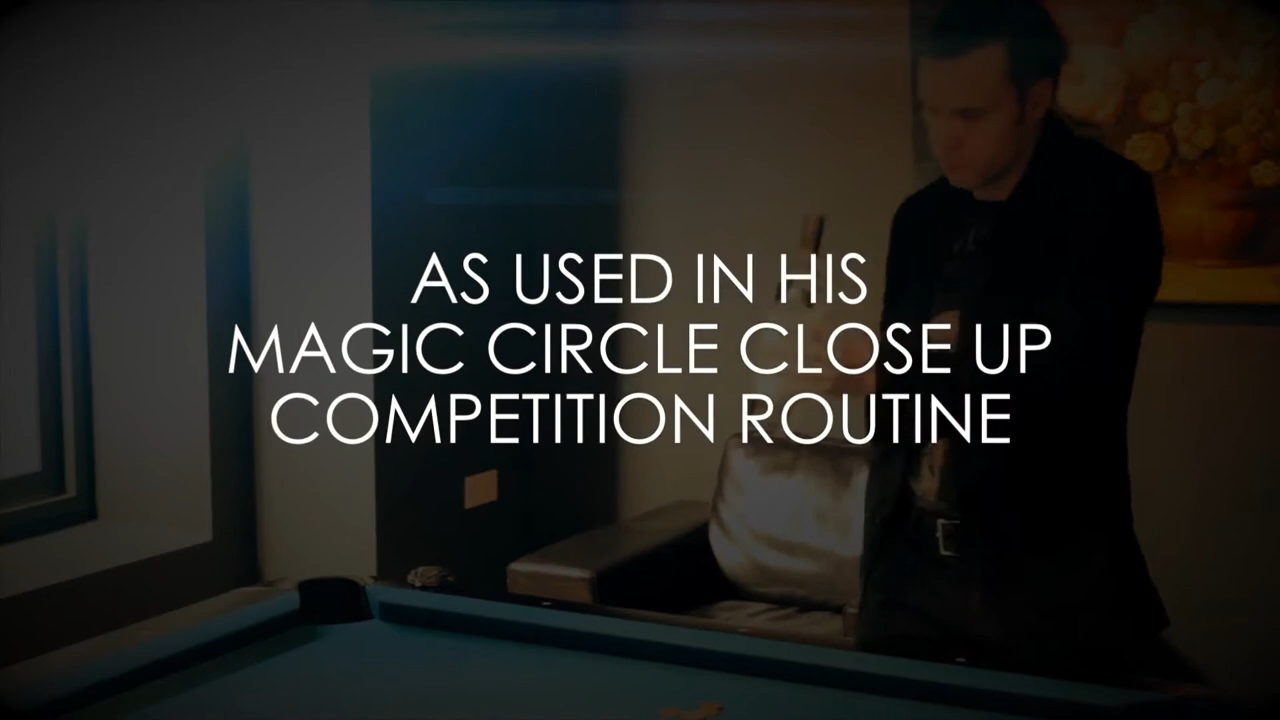 AS USED IN HIS
MAGIC CIRCLE CLOSE UP
COMPETITION ROUTINE